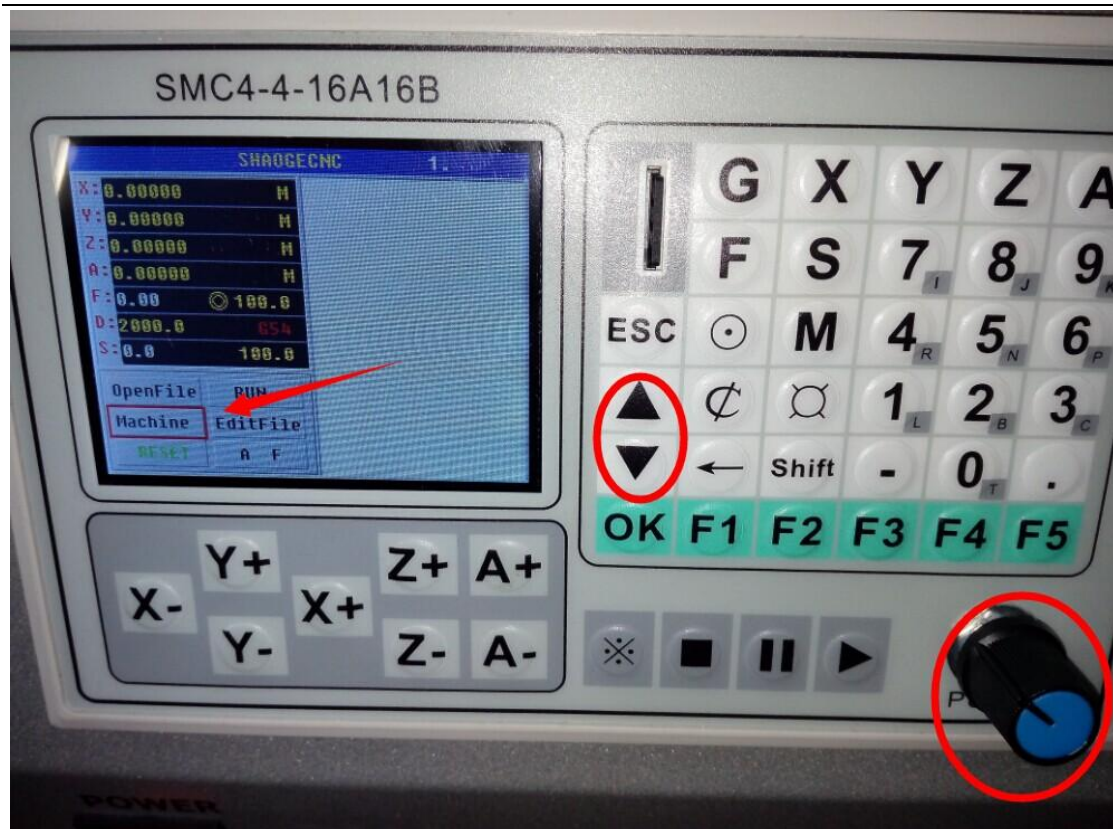 SMC4-4-16A16B
SHAOGECNC 1.
X:0.00000 M
Y:0.00000 M
Z:0.00000 M
A:0.00000 M
F:0.00 ◎ 100.0
D:2000.0 G54
S:0.0 100.0
OpenFile RUN
Machine EditFile
RESET A F
G X Y Z A
F S 7 I 8 J 9 K
ESC ⊙ M 4 R 5 N 6 P
▲ ₵ ¤ 1 L 2 B 3 C
▼ ← Shift - 0 T .
OK F1 F2 F3 F4 F5
Y+ Z+ A+
X- X+
Y- Z- A-
※ ■ ▶
POWER